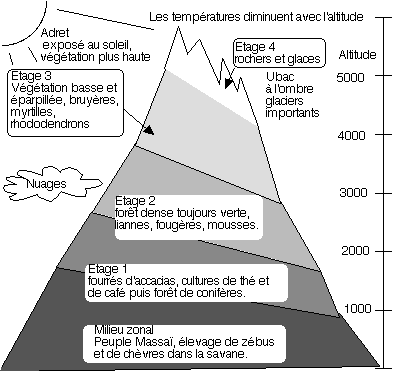 Les températures diminuent avec l'altitude
Adret
exposé au soleil,
végétation plus haute
Etage 4
rochers et glaces
Altitude
Ubac
à l'ombre
glaciers
importants
Etage 3
Végétation basse et
éparpillée, bruyères,
myrtilles,
rhododendrons
5000
4000
Nuages
3000
Etage 2
forêt dense toujours verte,
liannes, fougères, mousses.
2000
Etage 1
fourrés d'accacias, cultures de thé et
de café puis forêt de conifères.
1000
Milieu zonal
Peuple Massaï, élevage de zébus
et de chèvres dans la savane.